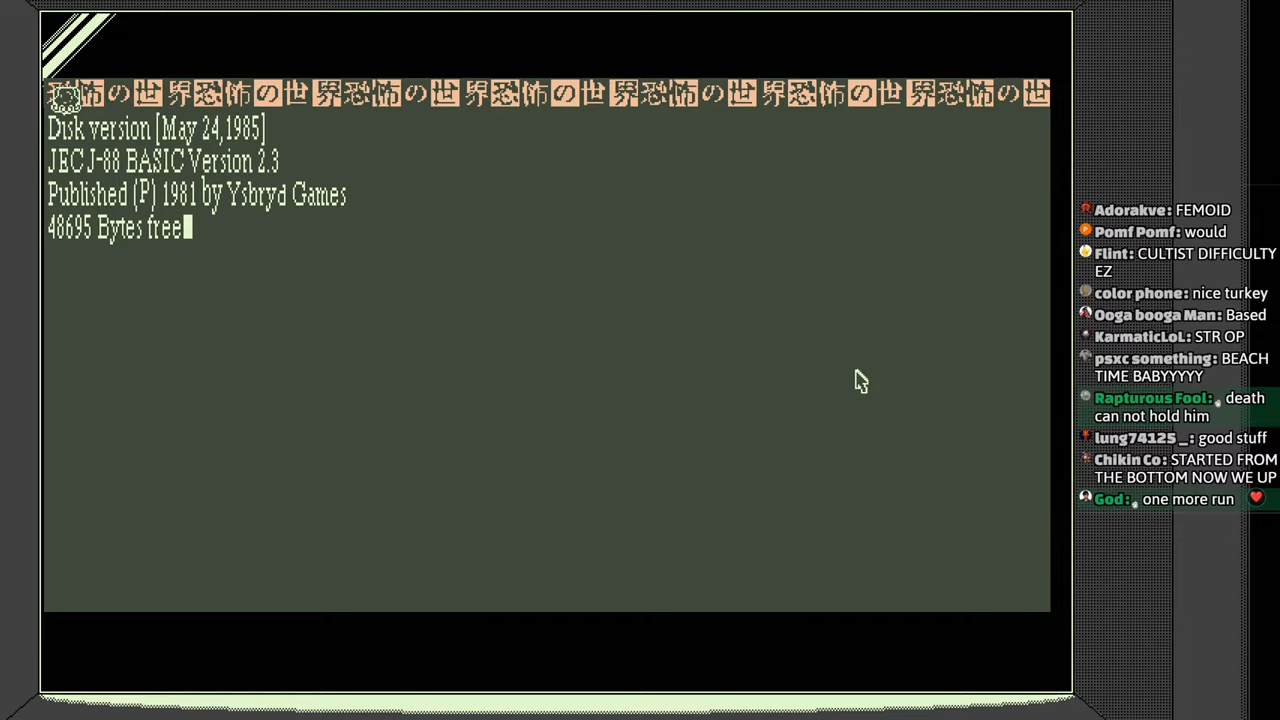 恐怖の世界恐怖の世界恐怖の世界恐怖の世界恐怖の世界恐怖の世界恐怖の世
Disk version [May 24,1985]
JEC J-88 BASIC Version 2.3
Published (P) 1981 by Ysbryd Games
48695 Bytes free
Adorakve: FEMOID
Pomf Pomf: would
Flint: CULTIST DIFFICULTY
EZ
color phone: nice turkey
Ooga booga Man: Based
KarmaticLoL: STR OP
psxc something: BEACH
TIME BABYYYYY
Rapturous Fool: death
can not hold him
lung74125_: good stuff
Chikin Co: STARTED FROM
THE BOTTOM NOW WE UP
God: one more run